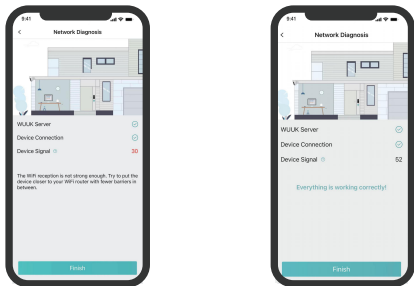 9:41
Network Diagnosis
WUUK Server
Device Connection
Device Signal
30
The WiFi reception is not strong enough. Try to put the
device closer to your WiFi router with fewer barriers in
between.
Finish
9:41
Network Diagnosis
WUUK Server
Device Connection
Device Signal
52
Everything is working correctly!
Finish